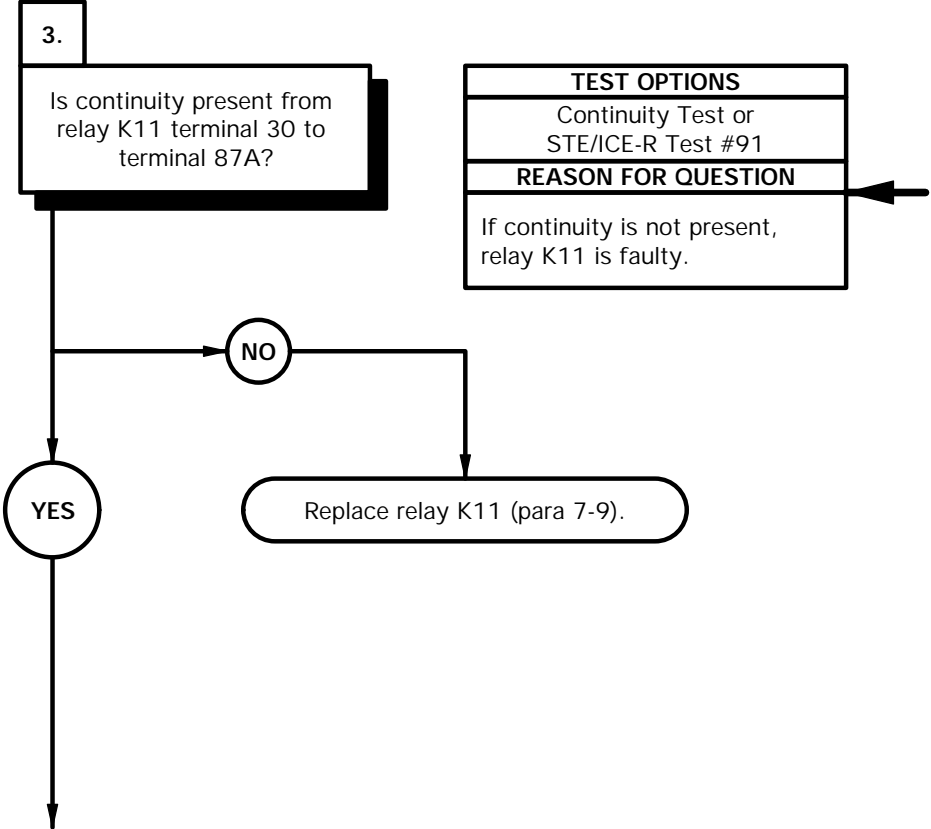 3.
Is continuity present from
relay K11 terminal 30 to
terminal 87A?
TEST OPTIONS
Continuity Test or
STE/ICE-R Test #91
REASON FOR QUESTION
If continuity is not present,
relay K11 is faulty.
NO
YES
Replace relay K11 (para 7-9).